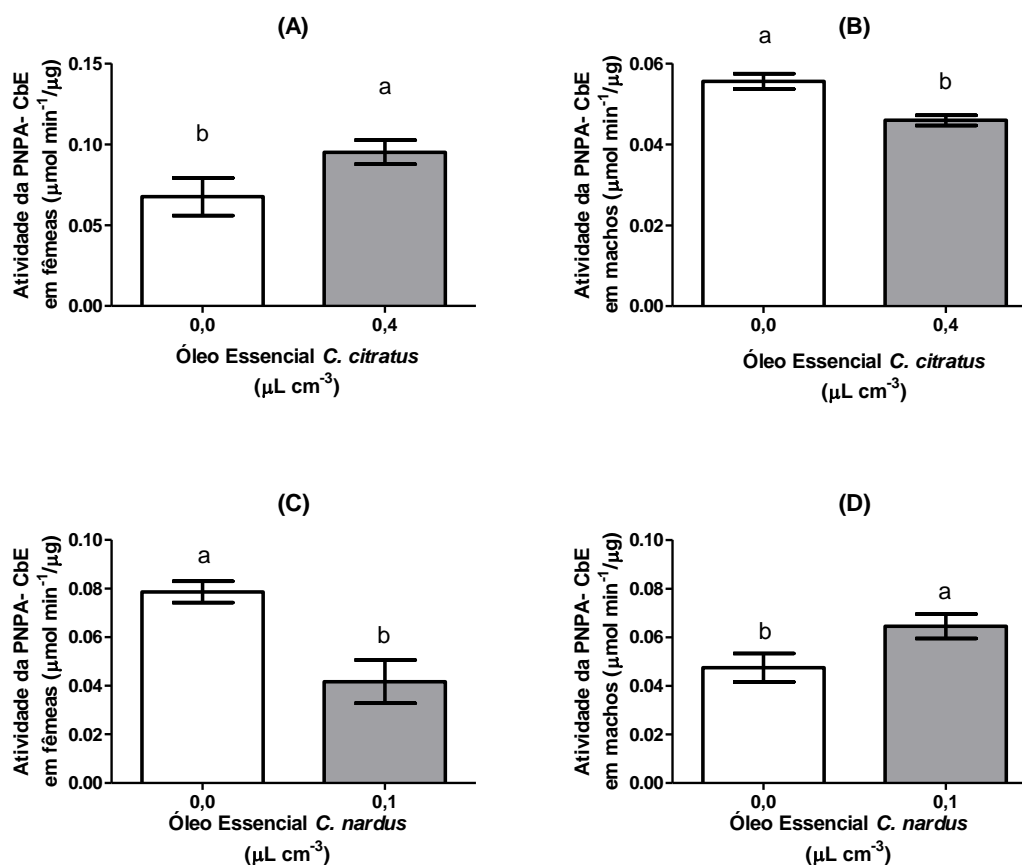 (A)
Atividade da PNPA- CbE
em fêmeas (μmol min⁻¹/μg)
0.15
0.10
0.05
0.00
b
a
0,0
0,4
Óleo Essencial C. citratus
(μL cm⁻³)
(B)
Atividade da PNPA- CbE
em machos (μmol min⁻¹/μg)
0.06
0.04
0.02
0.00
a
b
0,0
0,4
Óleo Essencial C. citratus
(μL cm⁻³)
(C)
Atividade da PNPA- CbE
em fêmeas (μmol min⁻¹/μg)
0.10
0.08
0.06
0.04
0.02
0.00
a
b
0,0
0,1
Óleo Essencial C. nardus
(μL cm⁻³)
(D)
Atividade da PNPA- CbE
em machos (μmol min⁻¹/μg)
0.10
0.08
0.06
0.04
0.02
0.00
b
a
0,0
0,1
Óleo Essencial C. nardus
(μL cm⁻³)